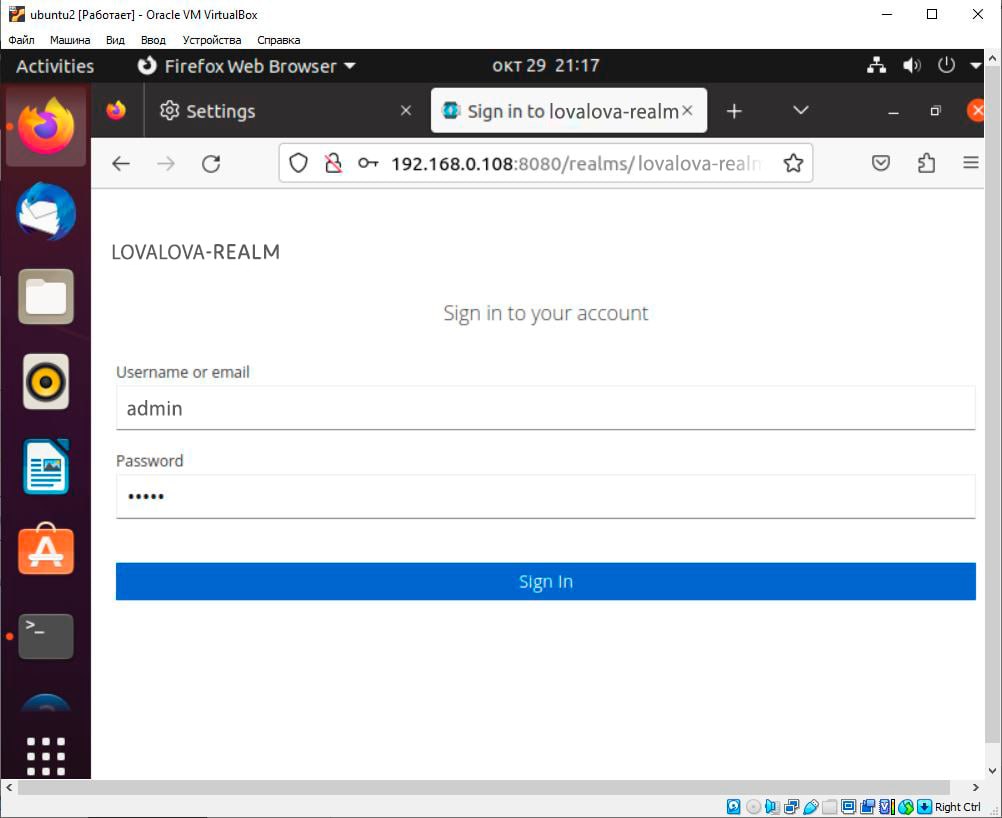 ubuntu2 [Работает] - Oracle VM VirtualBox
Файл Машина Вид Ввод Устройства Справка
Activities Firefox Web Browser окт 29 21:17
Settings Sign in to lovalova-realm
192.168.0.108:8080/realms/lovalova-realm
LOVALOVA-REALM
Sign in to your account
Username or email
admin
Password
•••••
Sign In
Right Ctrl